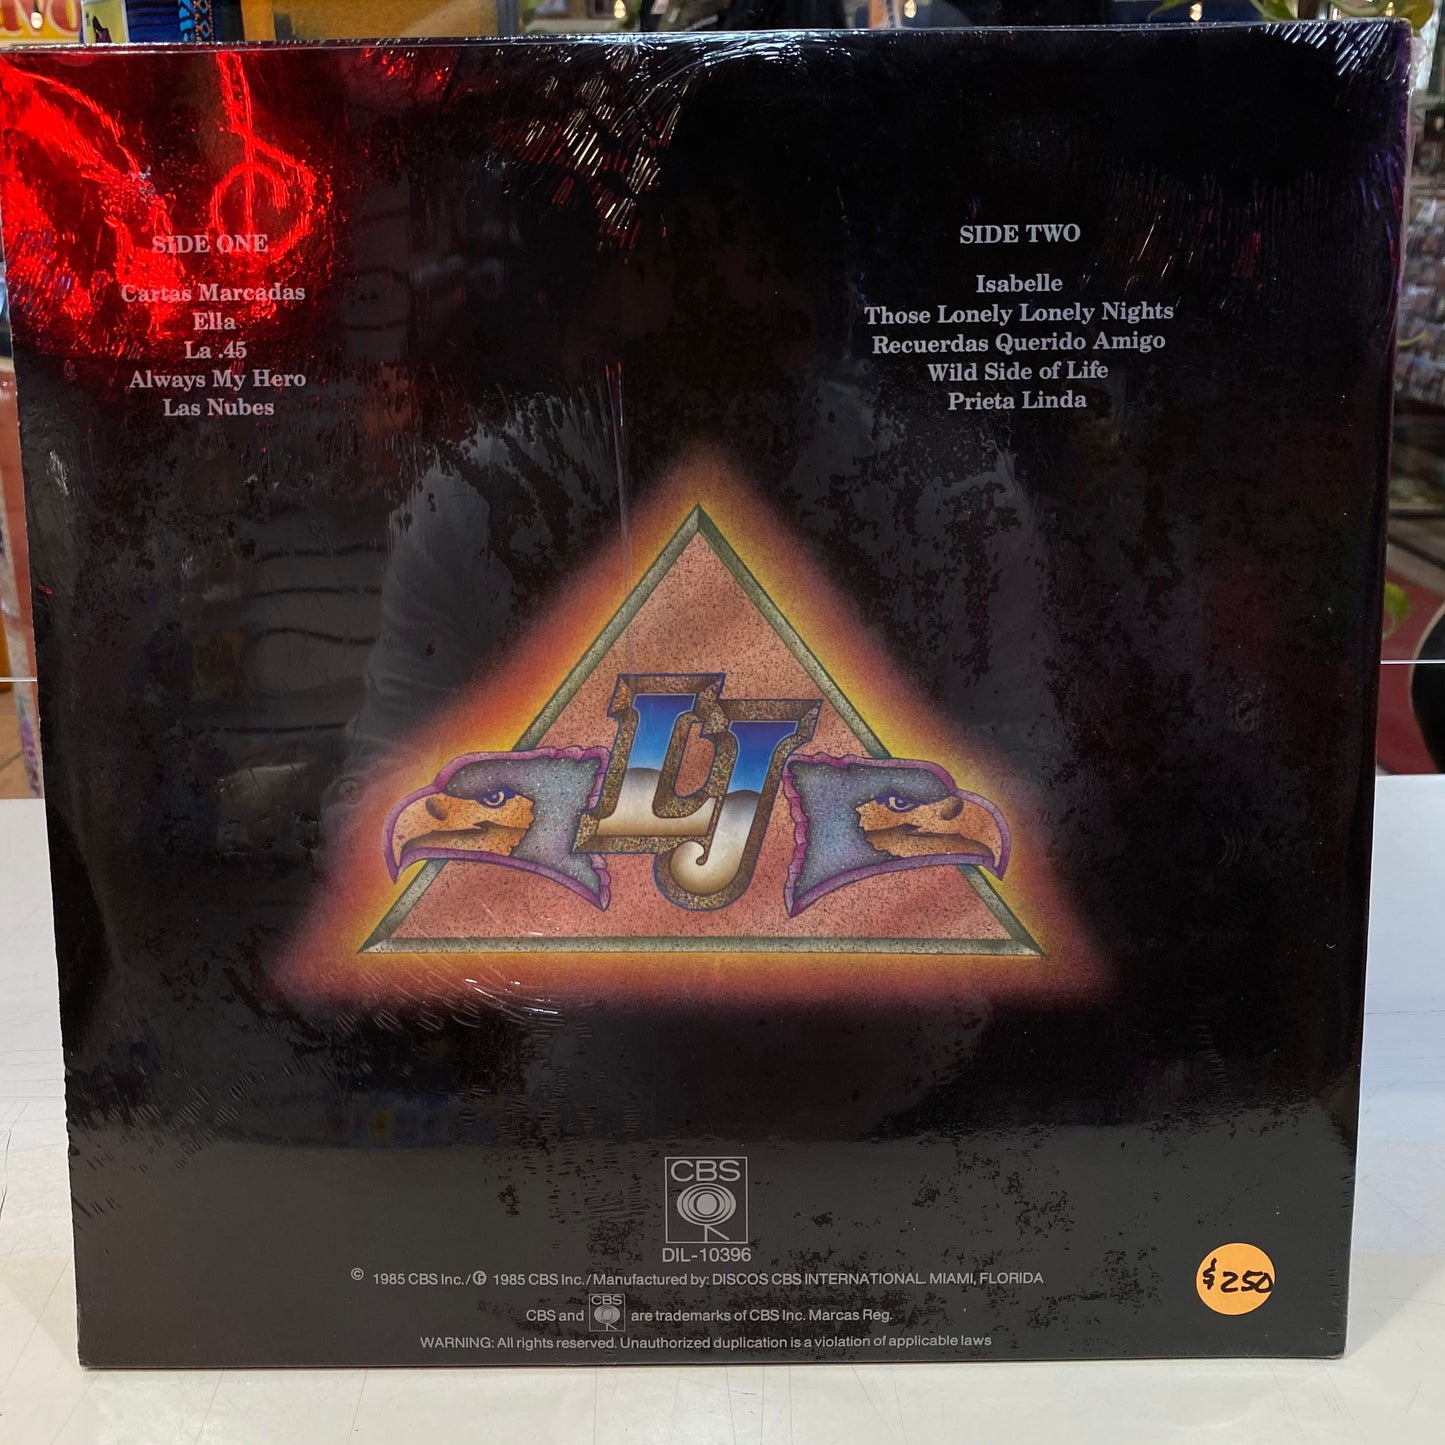 SIDE ONE
Cartas Marcadas
Ella
La .45
Always My Hero
Las Nubes
SIDE TWO
Isabelle
Those Lonely Lonely Nights
Recuerdas Querido Amigo
Wild Side of Life
Prieta Linda
LJ
CBS
DIL-10396
© 1985 CBS Inc./℗ 1985 CBS Inc./Manufactured by: DISCOS CBS INTERNATIONAL. MIAMI, FLORIDA
CBS and CBS are trademarks of CBS Inc. Marcas Reg.
WARNING: All rights reserved. Unauthorized duplication is a violation of applicable laws
$250